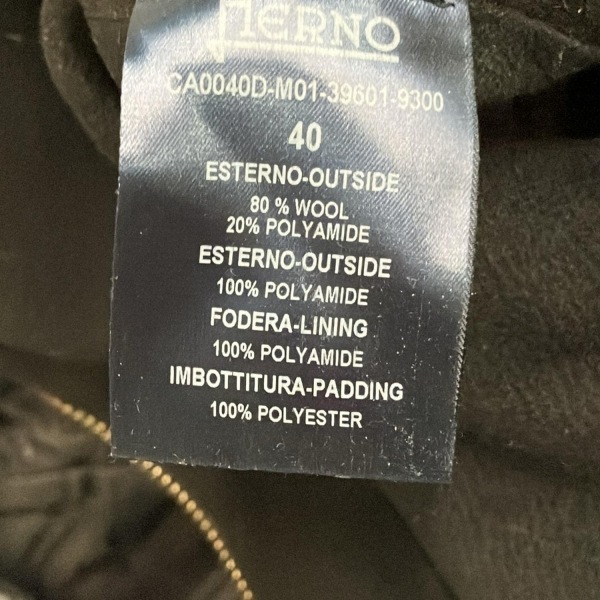 HERNO
CA0040D-M01-39601-9300
40
ESTERNO-OUTSIDE
80 % WOOL
20% POLYAMIDE
ESTERNO-OUTSIDE
100% POLYAMIDE
FODERA-LINING
100% POLYAMIDE
IMBOTTITURA-PADDING
100% POLYESTER